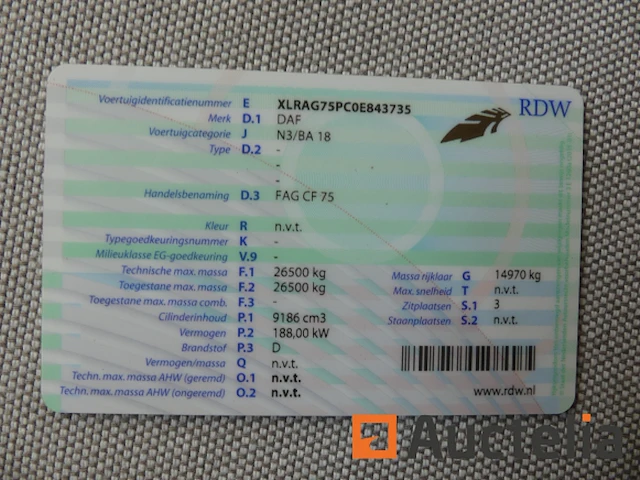 RDW
Voertuigidentificatienummer E XLRAG75PC0E843735
Merk D.1 DAF
Voertuigcategorie J N3/BA 18
Type D.2 -
-
-
Handelsbenaming D.3 FAG CF 75
Kleur R n.v.t.
Typegoedkeuringsnummer K -
Milieuklasse EG-goedkeuring V.9 -
Technische max. massa F.1 26500 kg
Toegestane max. massa F.2 26500 kg
Toegestane max. massa comb. F.3 -
Cilinderinhoud P.1 9186 cm3
Vermogen P.2 188,00 kW
Brandstof P.3 D
Vermogen/massa Q n.v.t.
Techn. max. massa AHW (geremd) O.1 n.v.t.
Techn. max. massa AHW (ongeremd) O.2 n.v.t.
Massa rijklaar G 14970 kg
Max. snelheid T n.v.t.
Zitplaatsen S.1 3
Staanplaatsen S.2 n.v.t.
www.rdw.nl
Auctelia